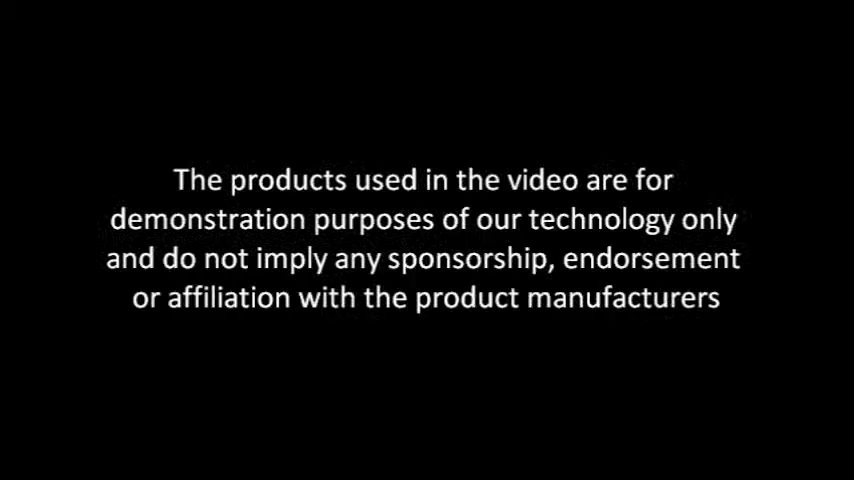 The products used in the video are for
demonstration purposes of our technology only
and do not imply any sponsorship, endorsement
or affiliation with the product manufacturers